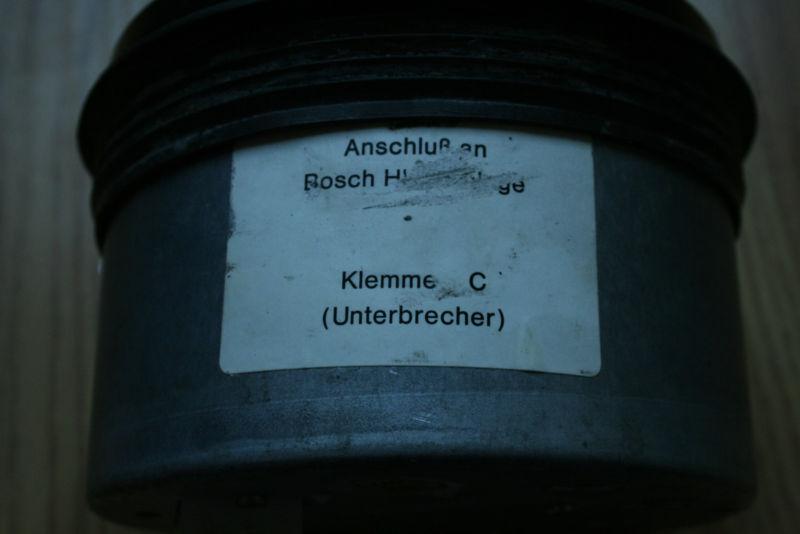 Anschluß an
Bosch
Klemme C
(Unterbrecher)